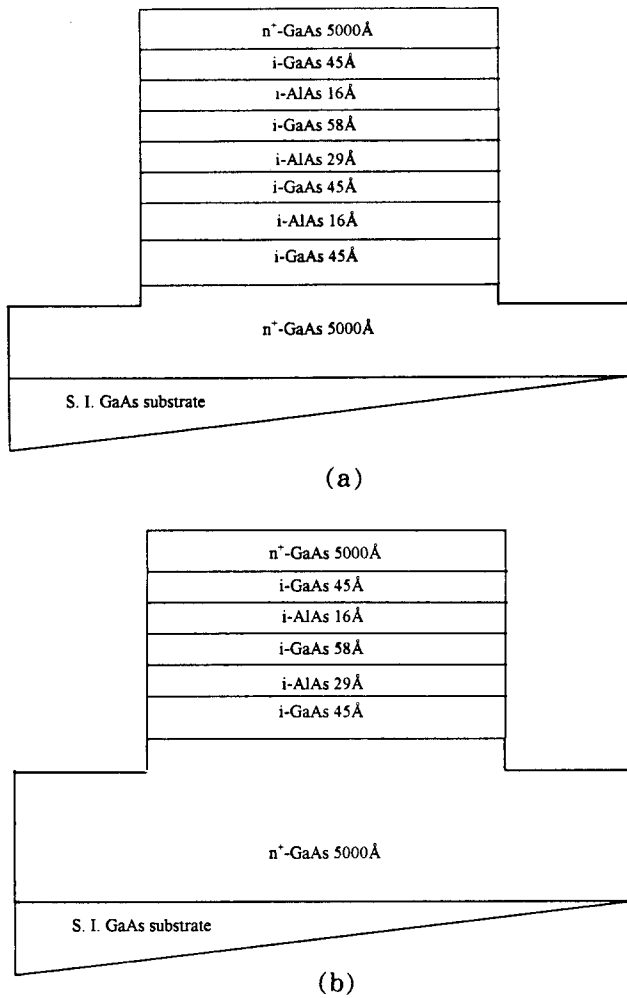 n⁺-GaAs 5000Å
i-GaAs 45Å
i-AlAs 16Å
i-GaAs 58Å
i-AlAs 29Å
i-GaAs 45Å
i-AlAs 16Å
i-GaAs 45Å
n⁺-GaAs 5000Å
S. I. GaAs substrate
(a)
n⁺-GaAs 5000Å
i-GaAs 45Å
i-AlAs 16Å
i-GaAs 58Å
i-AlAs 29Å
i-GaAs 45Å
n⁺-GaAs 5000Å
S. I. GaAs substrate
(b)